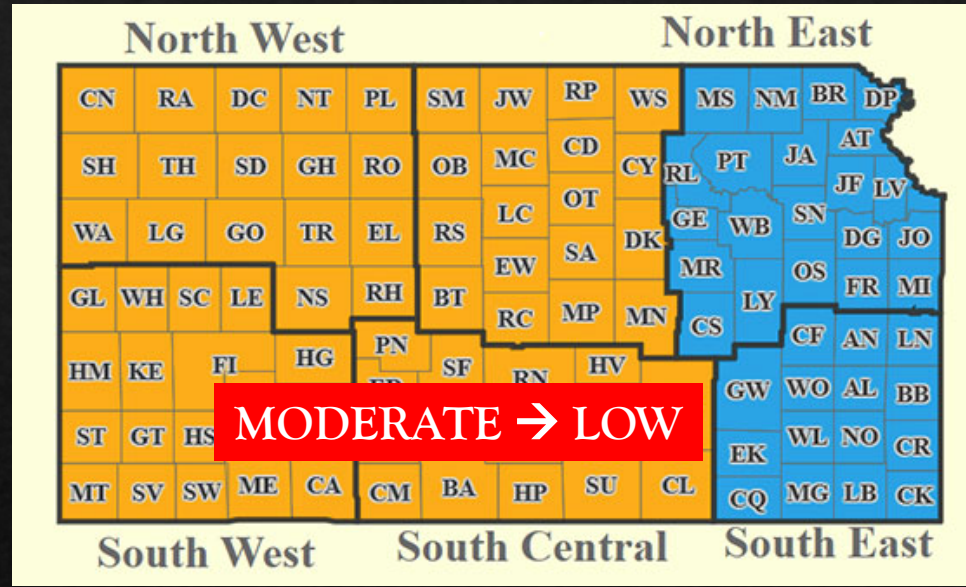 North West
North East
CN RA DC NT PL SM JW RP WS MS NM BR DP
SH TH SD GH RO OB MC CD CY RL PT JA AT
JF LV
WA LG GO TR EL RS LC OT DK GE WB SN DG JO
EW SA MR OS FR MI
GL WH SC LE NS RH BT RC MP MN CS LY
HM KE FI HG PN SF RN HV CF AN LN
GW WO AL BB
MODERATE → LOW
ST GT HS EK WL NO CR
MT SV SW ME CA CM BA HP SU CL CQ MG LB CK
South West
South Central
South East